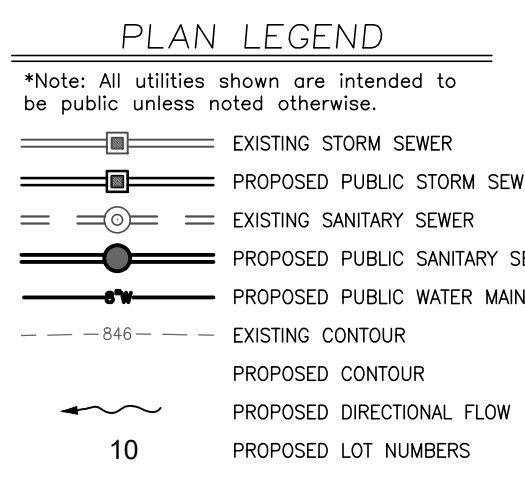 PLAN LEGEND
*Note: All utilities shown are intended to
be public unless noted otherwise.
EXISTING STORM SEWER
PROPOSED PUBLIC STORM SEW
EXISTING SANITARY SEWER
PROPOSED PUBLIC SANITARY SE
8"W PROPOSED PUBLIC WATER MAIN
846 EXISTING CONTOUR
PROPOSED CONTOUR
PROPOSED DIRECTIONAL FLOW
10 PROPOSED LOT NUMBERS